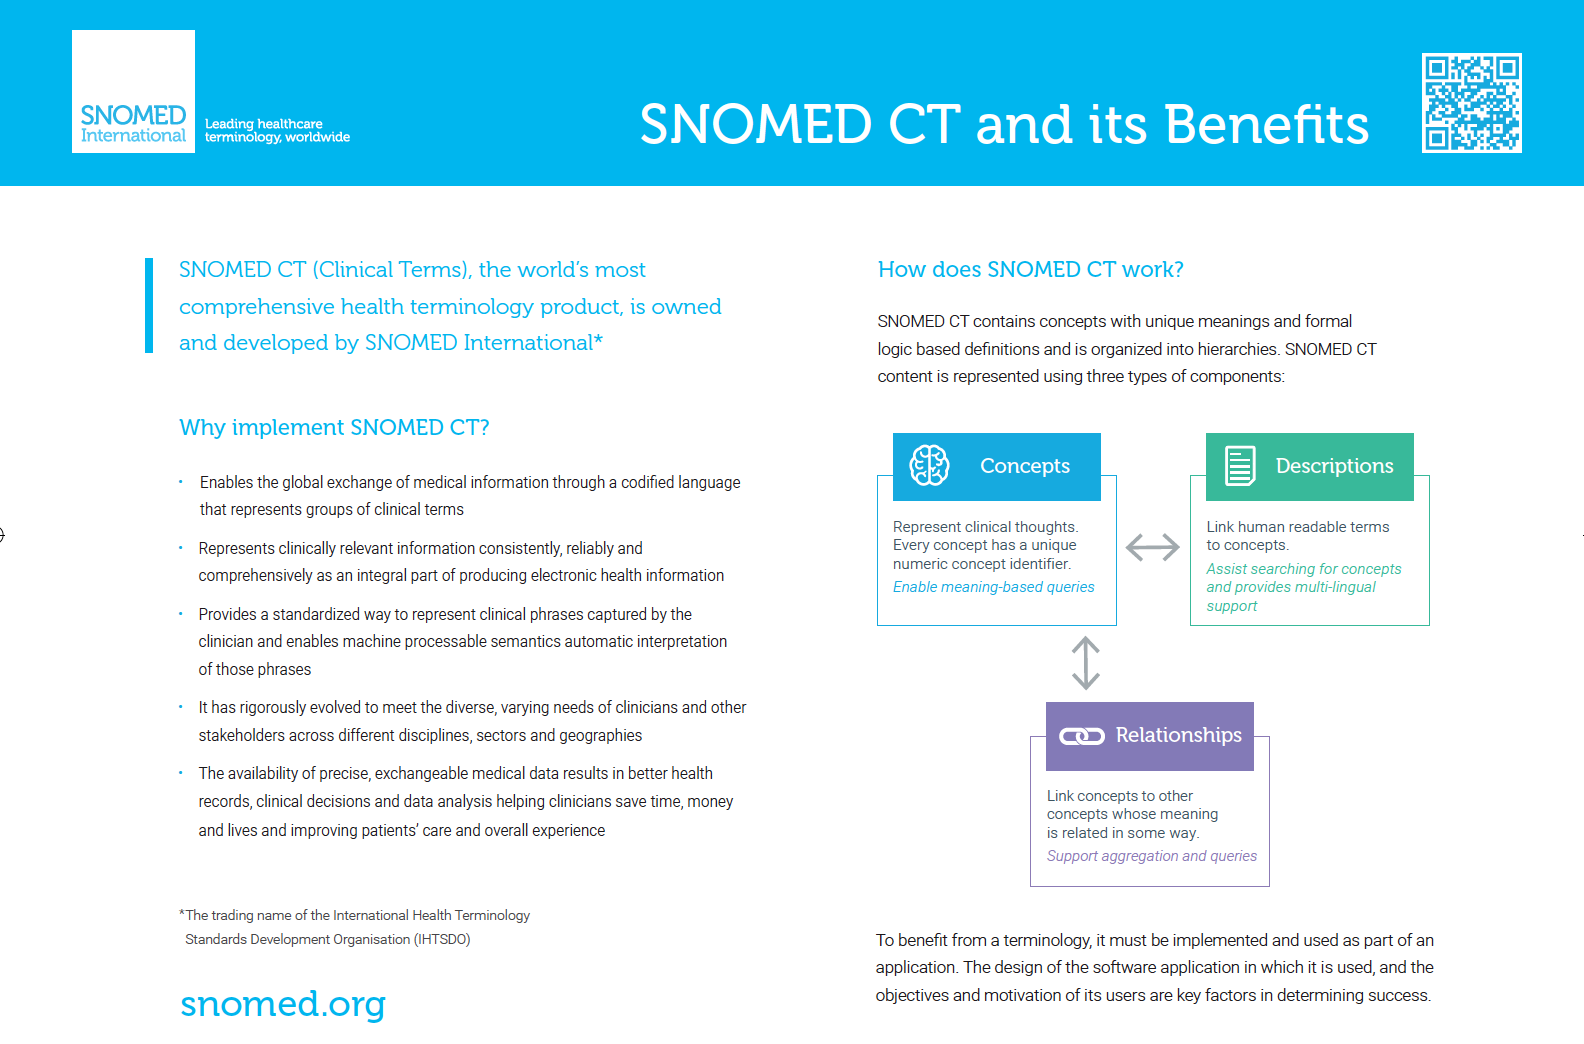 SNOMED
International
Leading healthcare
terminology, worldwide
SNOMED CT and its Benefits
SNOMED CT (Clinical Terms), the world's most
comprehensive health terminology product, is owned
and developed by SNOMED International*
Why implement SNOMED CT?
• Enables the global exchange of medical information through a codified language
that represents groups of clinical terms
• Represents clinically relevant information consistently, reliably and
comprehensively as an integral part of producing electronic health information
• Provides a standardized way to represent clinical phrases captured by the
clinician and enables machine processable semantics automatic interpretation
of those phrases
• It has rigorously evolved to meet the diverse, varying needs of clinicians and other
stakeholders across different disciplines, sectors and geographies
• The availability of precise, exchangeable medical data results in better health
records, clinical decisions and data analysis helping clinicians save time, money
and lives and improving patients' care and overall experience
*The trading name of the International Health Terminology
Standards Development Organisation (IHTSDO)
snomed.org
How does SNOMED CT work?
SNOMED CT contains concepts with unique meanings and formal
logic based definitions and is organized into hierarchies. SNOMED CT
content is represented using three types of components:
Concepts
Represent clinical thoughts.
Every concept has a unique
numeric concept identifier.
Enable meaning-based queries
Descriptions
Link human readable terms
to concepts.
Assist searching for concepts
and provides multi-lingual
support
Relationships
Link concepts to other
concepts whose meaning
is related in some way.
Support aggregation and queries
To benefit from a terminology, it must be implemented and used as part of an
application. The design of the software application in which it is used, and the
objectives and motivation of its users are key factors in determining success.